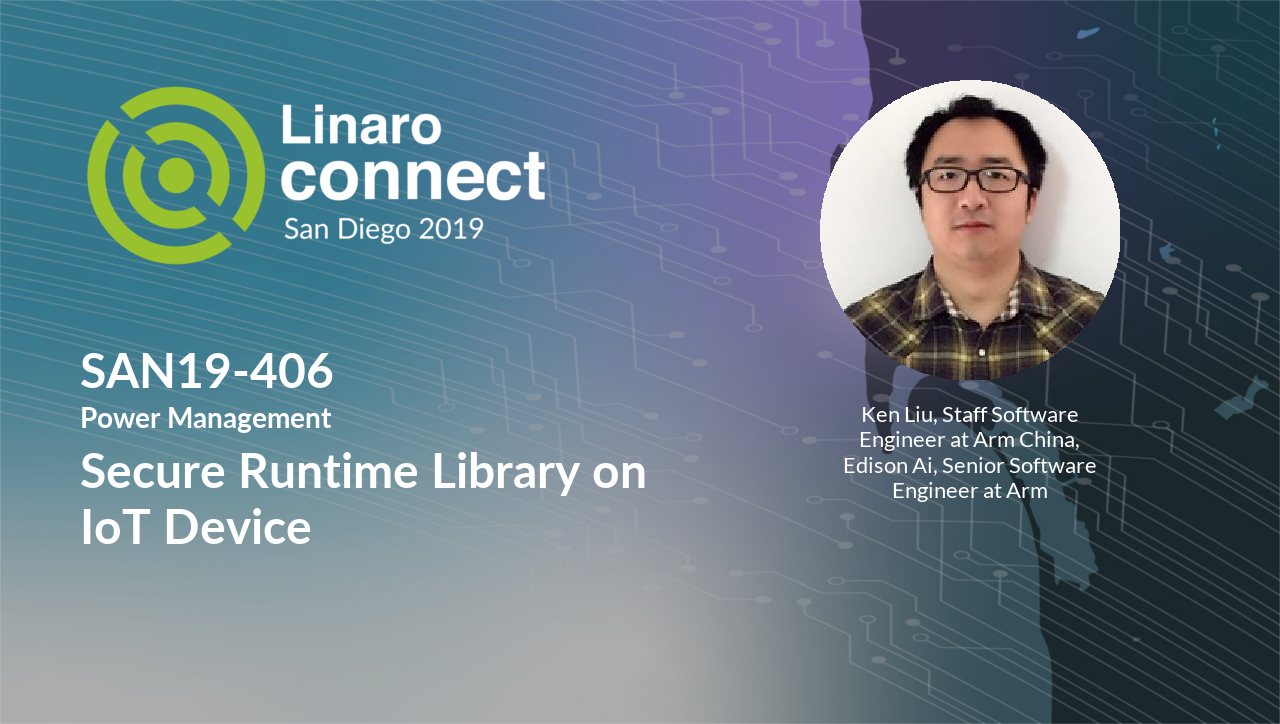 Linaro
connect
San Diego 2019
SAN19-406
Power Management
Secure Runtime Library on
IoT Device
Ken Liu, Staff Software
Engineer at Arm China,
Edison Ai, Senior Software
Engineer at Arm